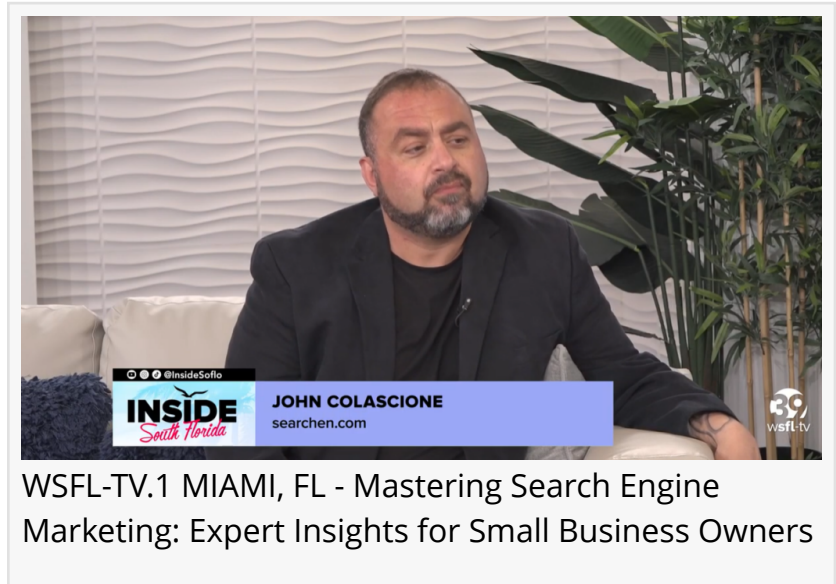 @InsideSoflo
INSIDE
South Florida
JOHN COLASCIONE
searchen.com
39
wsfl-tv
WSFL-TV.1 MIAMI, FL - Mastering Search Engine
Marketing: Expert Insights for Small Business Owners